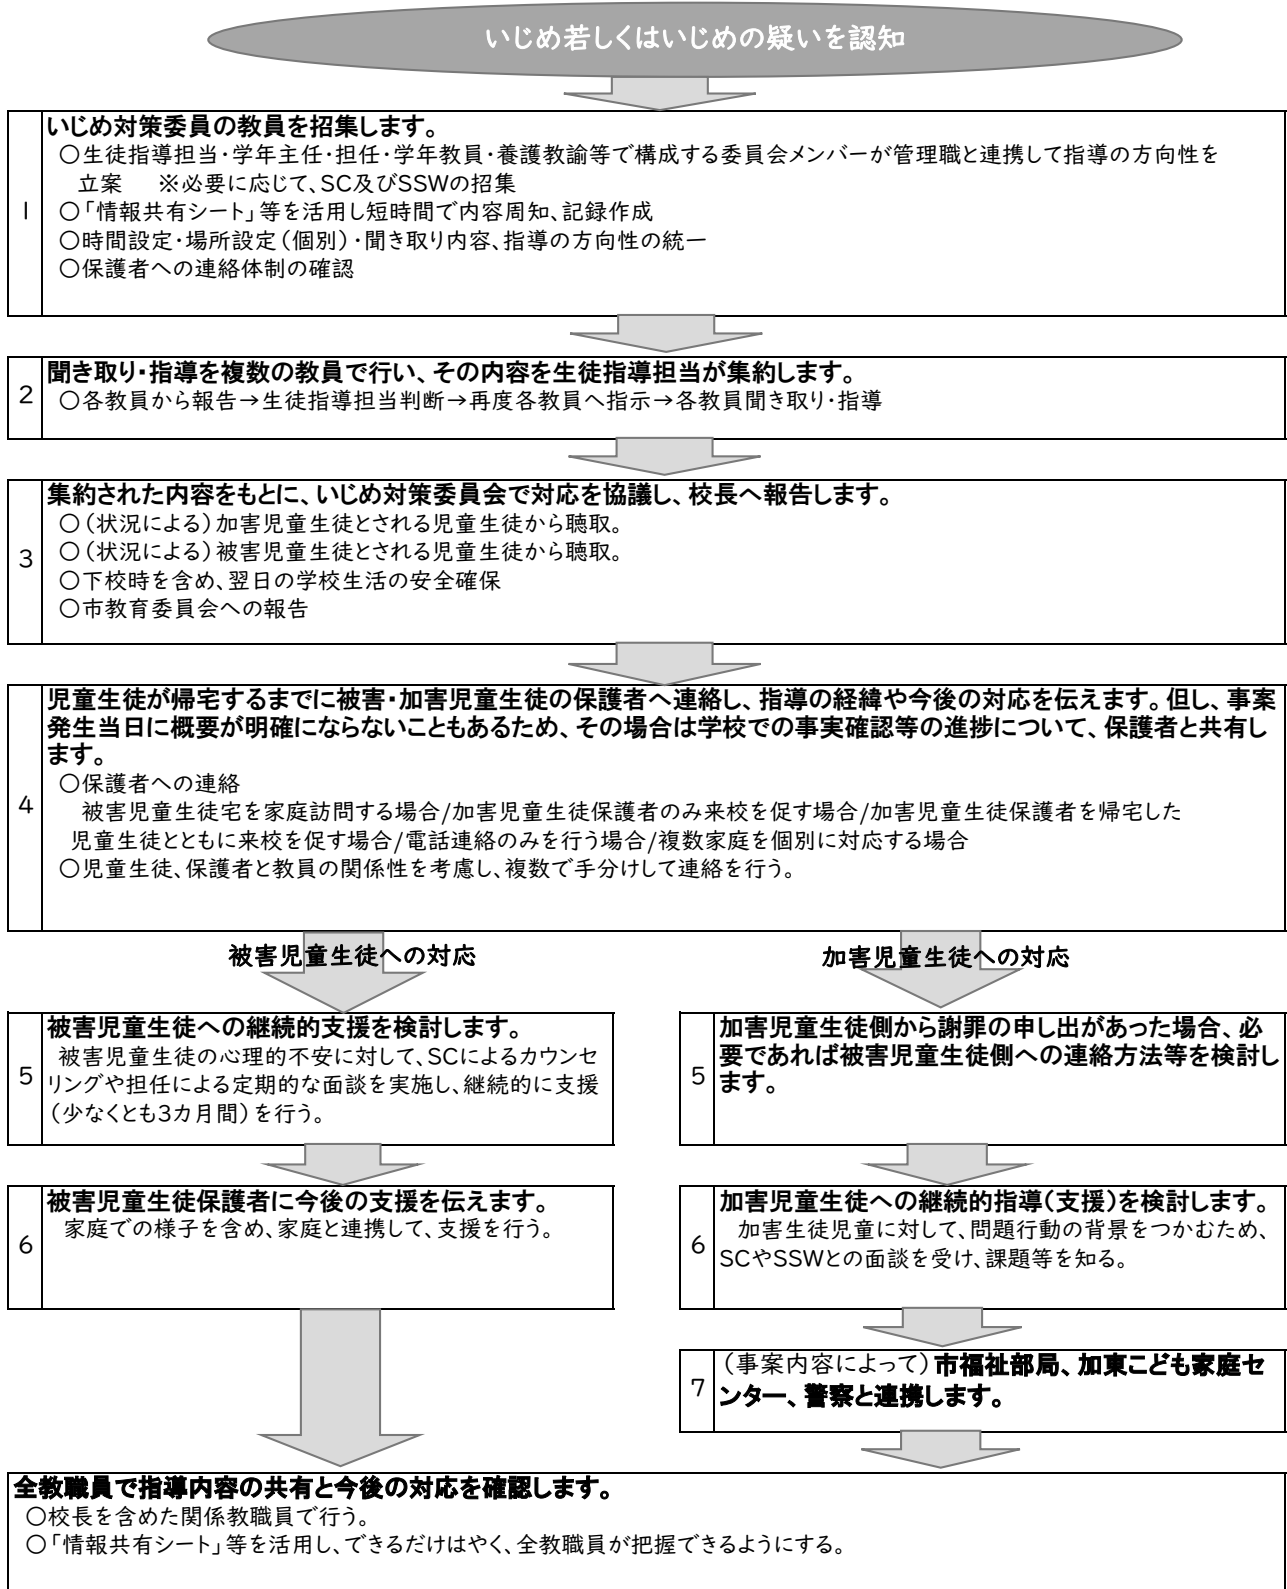 いじめ若しくはいじめの疑いを認知
1
いじめ対策委員の教員を招集します。
○生徒指導担当・学年主任・担任・学年教員・養護教諭等で構成する委員会メンバーが管理職と連携して指導の方向性を
立案　※必要に応じて、SC及びSSWの招集
○「情報共有シート」等を活用し短時間で内容周知、記録作成
○時間設定・場所設定（個別）・聞き取り内容、指導の方向性の統一
○保護者への連絡体制の確認
2
聞き取り・指導を複数の教員で行い、その内容を生徒指導担当が集約します。
○各教員から報告→生徒指導担当判断→再度各教員へ指示→各教員聞き取り・指導
3
集約された内容をもとに、いじめ対策委員会で対応を協議し、校長へ報告します。
○（状況による）加害児童生徒とされる児童生徒から聴取。
○（状況による）被害児童生徒とされる児童生徒から聴取。
○下校時を含め、翌日の学校生活の安全確保
○市教育委員会への報告
4
児童生徒が帰宅するまでに被害・加害児童生徒の保護者へ連絡し、指導の経緯や今後の対応を伝えます。但し、事案
発生当日に概要が明確にならないこともあるため、その場合は学校での事実確認等の進捗について、保護者と共有し
ます。
○保護者への連絡
被害児童生徒宅を家庭訪問する場合/加害児童生徒保護者のみ来校を促す場合/加害児童生徒保護者を帰宅した
児童生徒とともに来校を促す場合/電話連絡のみを行う場合/複数家庭を個別に対応する場合
○児童生徒、保護者と教員の関係性を考慮し、複数で手分けして連絡を行う。
被害児童生徒への対応
5
被害児童生徒への継続的支援を検討します。
被害児童生徒の心理的不安に対して、SCによるカウンセ
リングや担任による定期的な面談を実施し、継続的に支援
（少なくとも3カ月間）を行う。
6
被害児童生徒保護者に今後の支援を伝えます。
家庭での様子を含め、家庭と連携して、支援を行う。
加害児童生徒への対応
5
加害児童生徒側から謝罪の申し出があった場合、必
要であれば被害児童生徒側への連絡方法等を検討し
ます。
6
加害児童生徒への継続的指導（支援）を検討します。
加害生徒児童に対して、問題行動の背景をつかむため、
SCやSSWとの面談を受け、課題等を知る。
7
（事案内容によって）市福祉部局、加東こども家庭セ
ンター、警察と連携します。
全教職員で指導内容の共有と今後の対応を確認します。
○校長を含めた関係教職員で行う。
○「情報共有シート」等を活用し、できるだけはやく、全教職員が把握できるようにする。